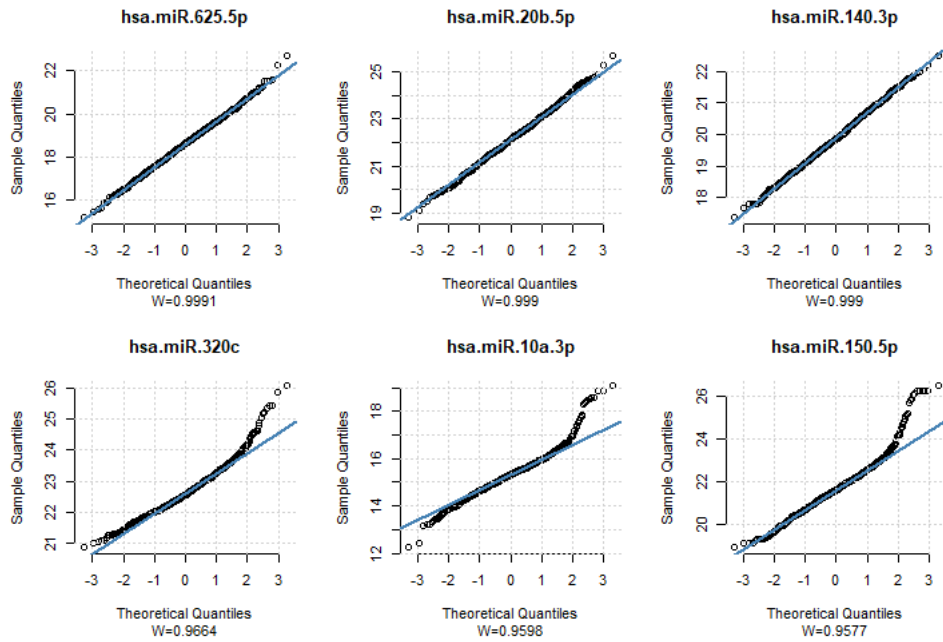 hsa.miR.625.5p
Sample Quantiles
22
20
18
16
-3 -2 -1 0 1 2 3
Theoretical Quantiles
W=0.9991
hsa.miR.20b.5p
Sample Quantiles
25
23
21
19
-3 -2 -1 0 1 2 3
Theoretical Quantiles
W=0.999
hsa.miR.140.3p
Sample Quantiles
22
21
20
19
18
-3 -2 -1 0 1 2 3
Theoretical Quantiles
W=0.999
hsa.miR.320c
Sample Quantiles
26
25
24
23
22
21
-3 -2 -1 0 1 2 3
Theoretical Quantiles
W=0.9664
hsa.miR.10a.3p
Sample Quantiles
18
16
14
12
-3 -2 -1 0 1 2 3
Theoretical Quantiles
W=0.9598
hsa.miR.150.5p
Sample Quantiles
26
24
22
20
-3 -2 -1 0 1 2 3
Theoretical Quantiles
W=0.9577